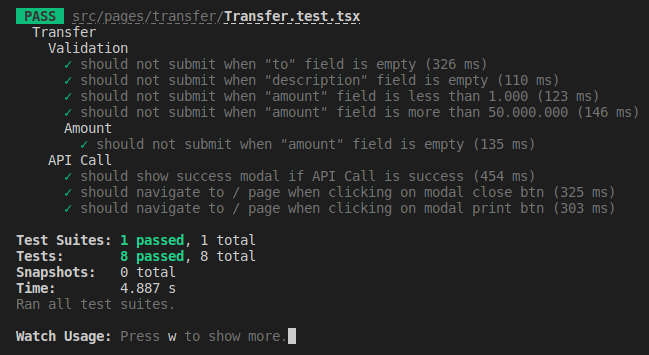 PASS src/pages/transfer/Transfer.test.tsx
Transfer
Validation
✓ should not submit when "to" field is empty (326 ms)
✓ should not submit when "description" field is empty (110 ms)
✓ should not submit when "amount" field is less than 1.000 (123 ms)
✓ should not submit when "amount" field is more than 50.000.000 (146 ms)
Amount
✓ should not submit when "amount" field is empty (135 ms)
API Call
✓ should show success modal if API Call is success (454 ms)
✓ should navigate to / page when clicking on modal close btn (325 ms)
✓ should navigate to / page when clicking on modal print btn (303 ms)
Test Suites: 1 passed, 1 total
Tests: 8 passed, 8 total
Snapshots: 0 total
Time: 4.887 s
Ran all test suites.
Watch Usage: Press w to show more.